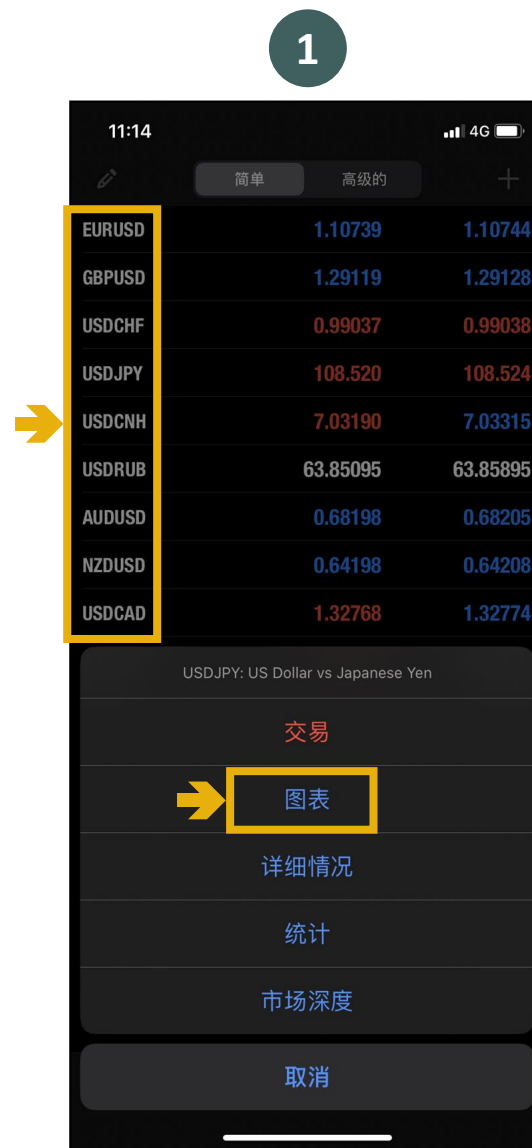 1
11:14 4G
简单 高级的
EURUSD 1.10739 1.10744
GBPUSD 1.29119 1.29128
USDCHF 0.99037 0.99038
USDJPY 108.520 108.524
USDCNH 7.03190 7.03315
USDRUB 63.85095 63.85895
AUDUSD 0.68198 0.68205
NZDUSD 0.64198 0.64208
USDCAD 1.32768 1.32774
USDJPY: US Dollar vs Japanese Yen
交易
图表
详细情况
统计
市场深度
取消